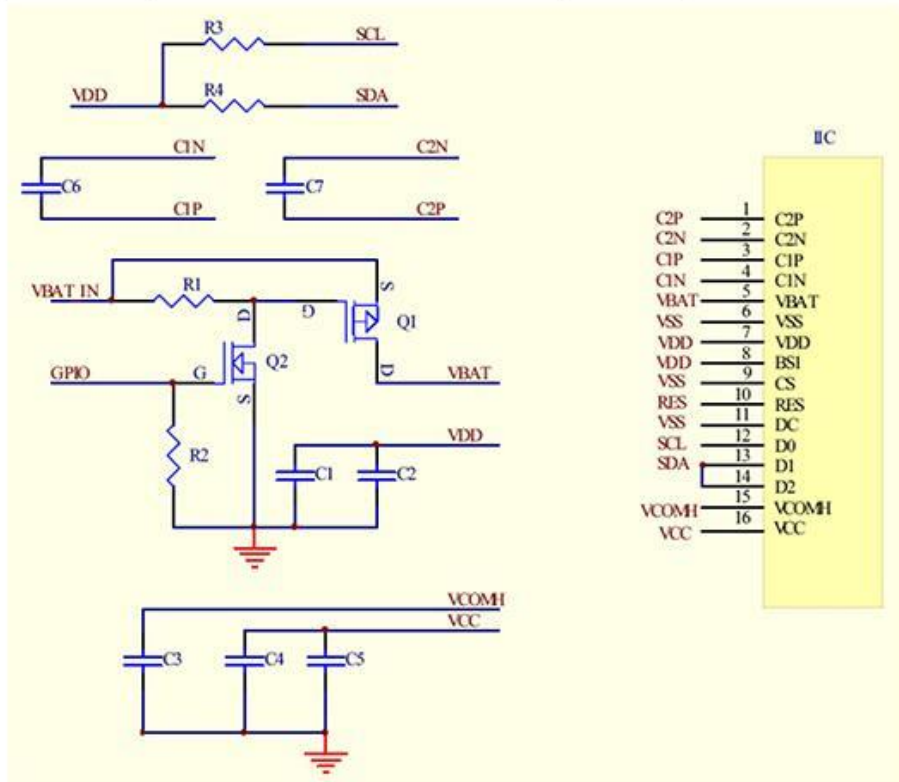 R3
SCL
R4
VDD
SDA
C1N
C6
C1P
C2N
C7
C2P
VBAT IN
R1
S
G
Q1
D
VBAT
D
Q2
GPIO
G
S
R2
VDD
C1
C2
VCOMH
VCC
C3
C4
C5
IIC
C2P 1 C2P
C2N 2 C2N
C1P 3 C1P
C1N 4 C1N
VBAT 5 VBAT
VSS 6 VSS
VDD 7 VDD
VDD 8 BS1
VSS 9 CS
RES 10 RES
VSS 11 DC
SCL 12 D0
SDA 13 D1
14 D2
VCOMH 15 VCOMH
VCC 16 VCC